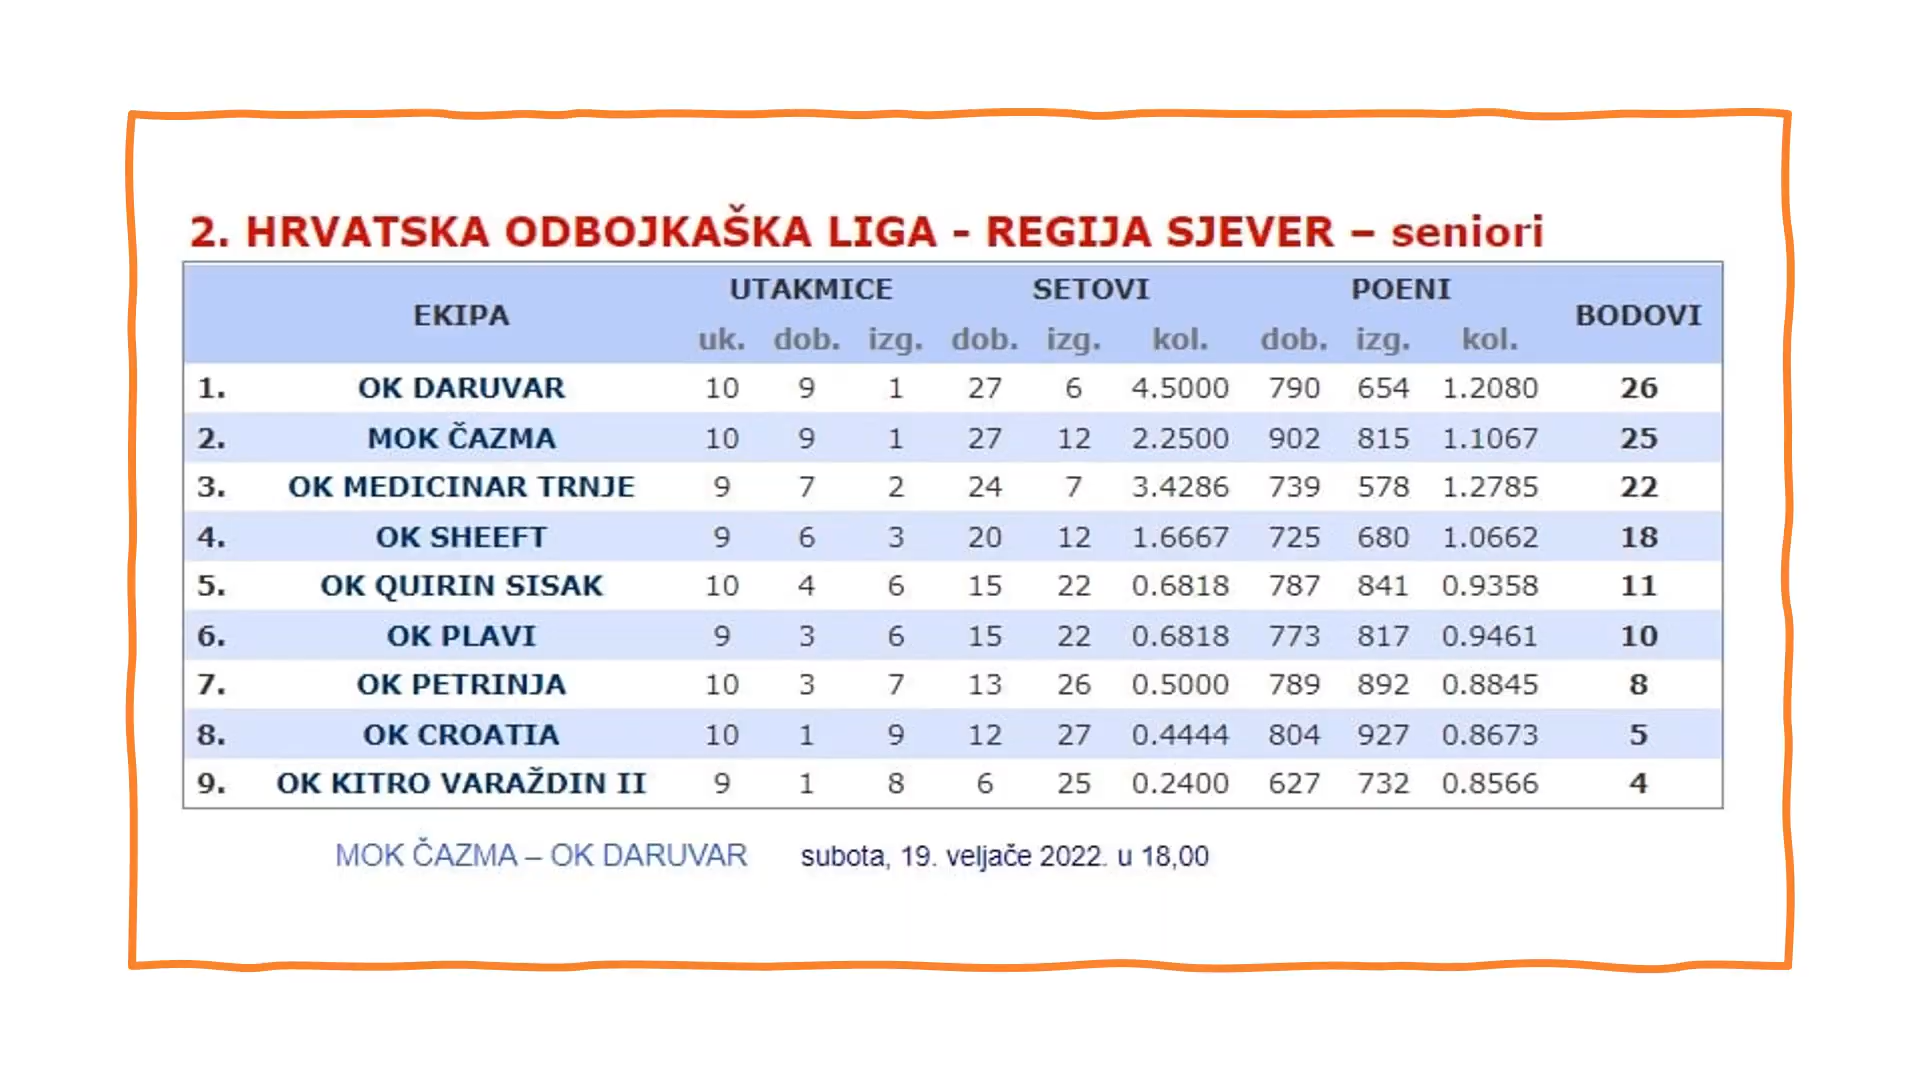 2. HRVATSKA ODBOJKAŠKA LIGA - REGIJA SJEVER – seniori
EKIPA UTAKMICE SETOVI POENI BODOVI
uk. dob. izg. dob. izg. kol. dob. izg. kol.
1. OK DARUVAR 10 9 1 27 6 4.5000 790 654 1.2080 26
2. MOK ČAZMA 10 9 1 27 12 2.2500 902 815 1.1067 25
3. OK MEDICINAR TRNJE 9 7 2 24 7 3.4286 739 578 1.2785 22
4. OK SHEEFT 9 6 3 20 12 1.6667 725 680 1.0662 18
5. OK QUIRIN SISAK 10 4 6 15 22 0.6818 787 841 0.9358 11
6. OK PLAVI 9 3 6 15 22 0.6818 773 817 0.9461 10
7. OK PETRINJA 10 3 7 13 26 0.5000 789 892 0.8845 8
8. OK CROATIA 10 1 9 12 27 0.4444 804 927 0.8673 5
9. OK KITRO VARAŽDIN II 9 1 8 6 25 0.2400 627 732 0.8566 4
MOK ČAZMA – OK DARUVAR subota, 19. veljače 2022. u 18,00